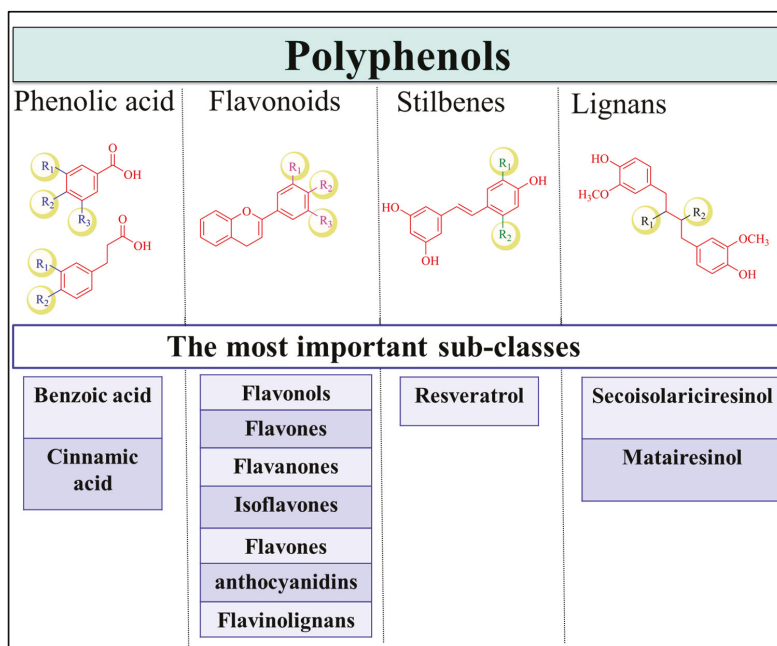 Polyphenols
Phenolic acid
Flavonoids
Stilbenes
Lignans
R1
R2
R3
O
OH
R1
R2
O
OH
O
R1
R2
R3
HO
OH
R1
R2
OH
HO
H3CO
R1
R2
OCH3
OH
The most important sub-classes
Benzoic acid
Cinnamic
acid
Flavonols
Flavones
Flavanones
Isoflavones
Flavones
anthocyanidins
Flavinolignans
Resveratrol
Secoisolariciresinol
Matairesinol